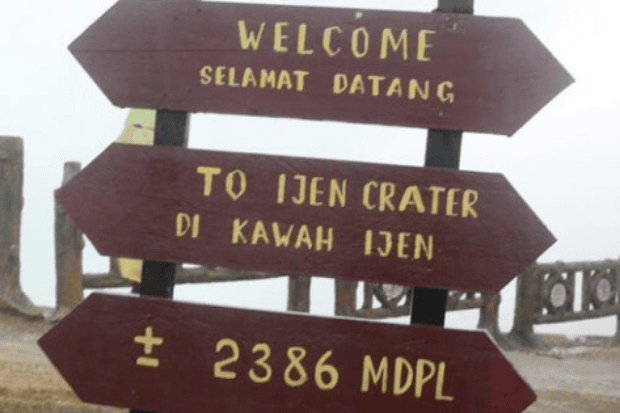 WELCOME
SELAMAT DATANG
TO IJEN CRATER
DI KAWAH IJEN
± 2386 MDPL